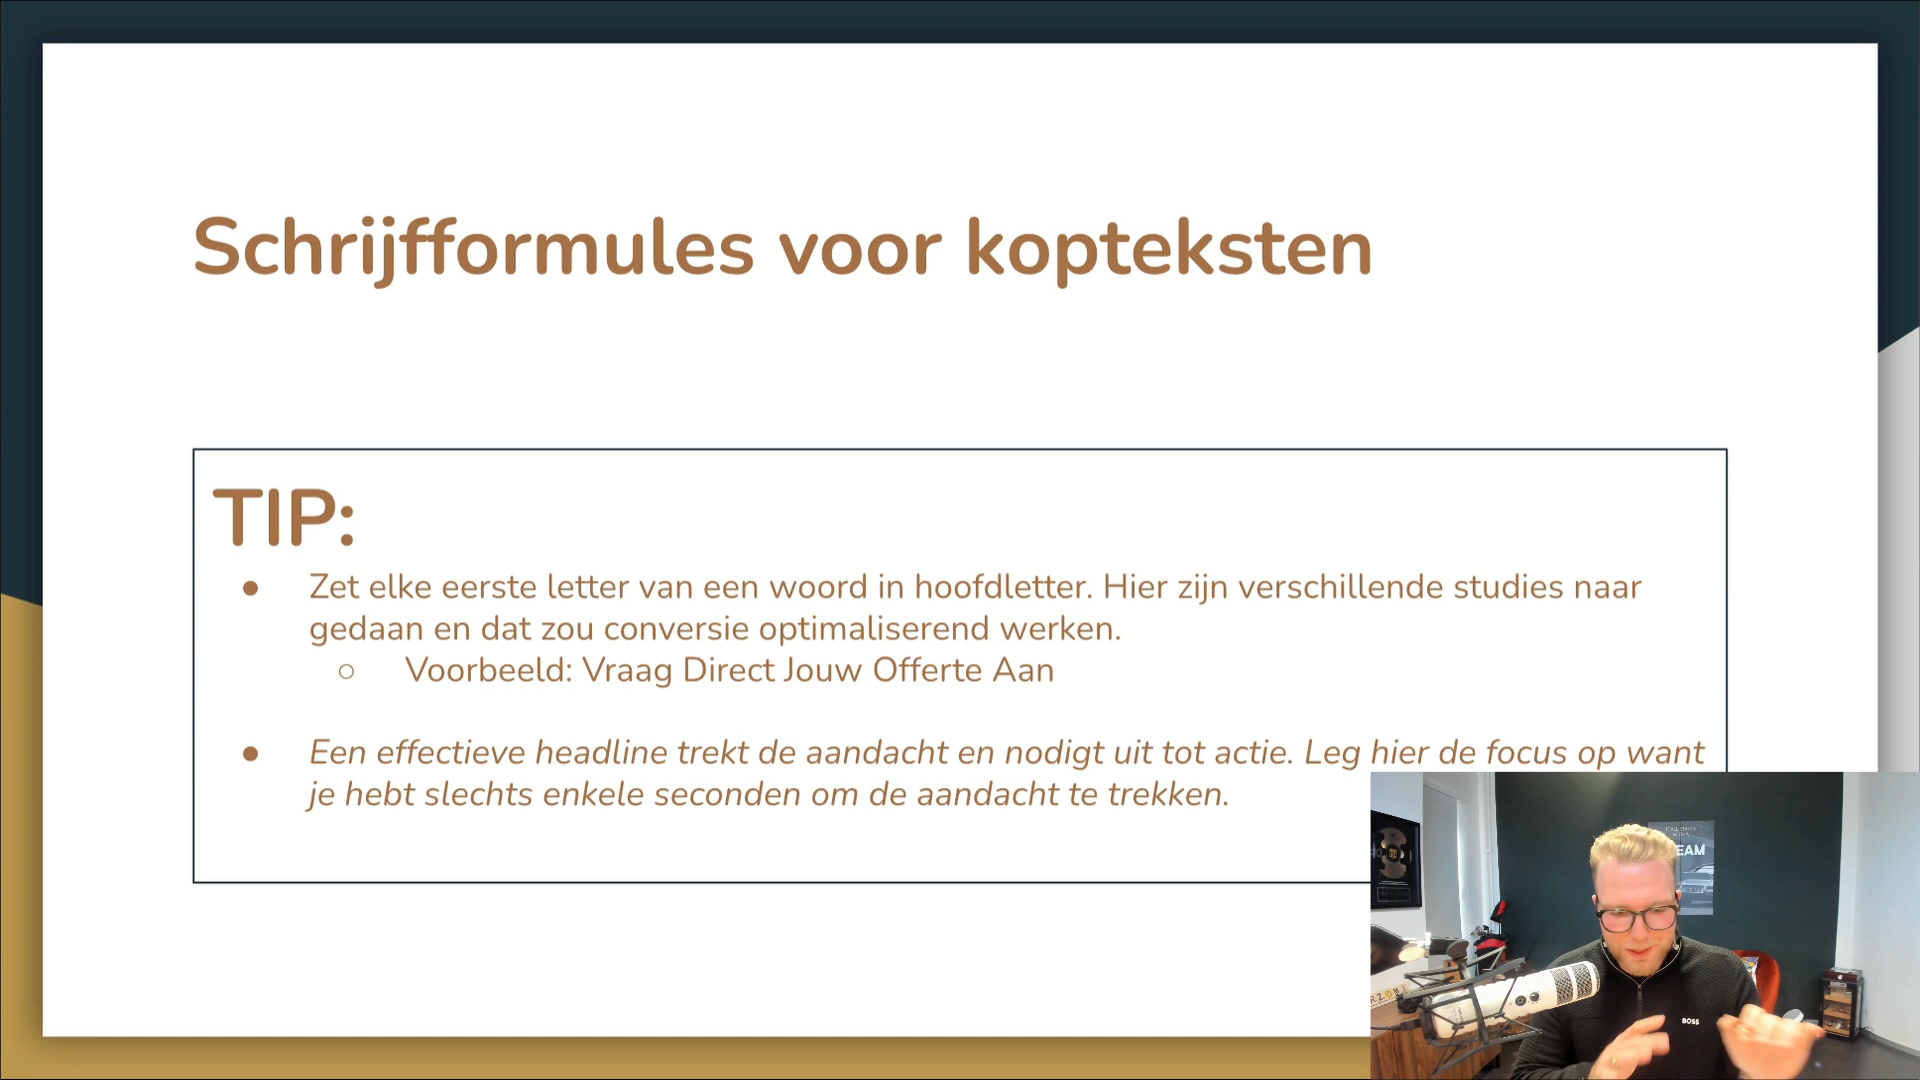 Schrijfformules voor kopteksten
TIP:
● Zet elke eerste letter van een woord in hoofdletter. Hier zijn verschillende studies naar
gedaan en dat zou conversie optimaliserend werken.
○ Voorbeeld: Vraag Direct Jouw Offerte Aan
● Een effectieve headline trekt de aandacht en nodigt uit tot actie. Leg hier de focus op want
je hebt slechts enkele seconden om de aandacht te trekken.
EAM
BOSS